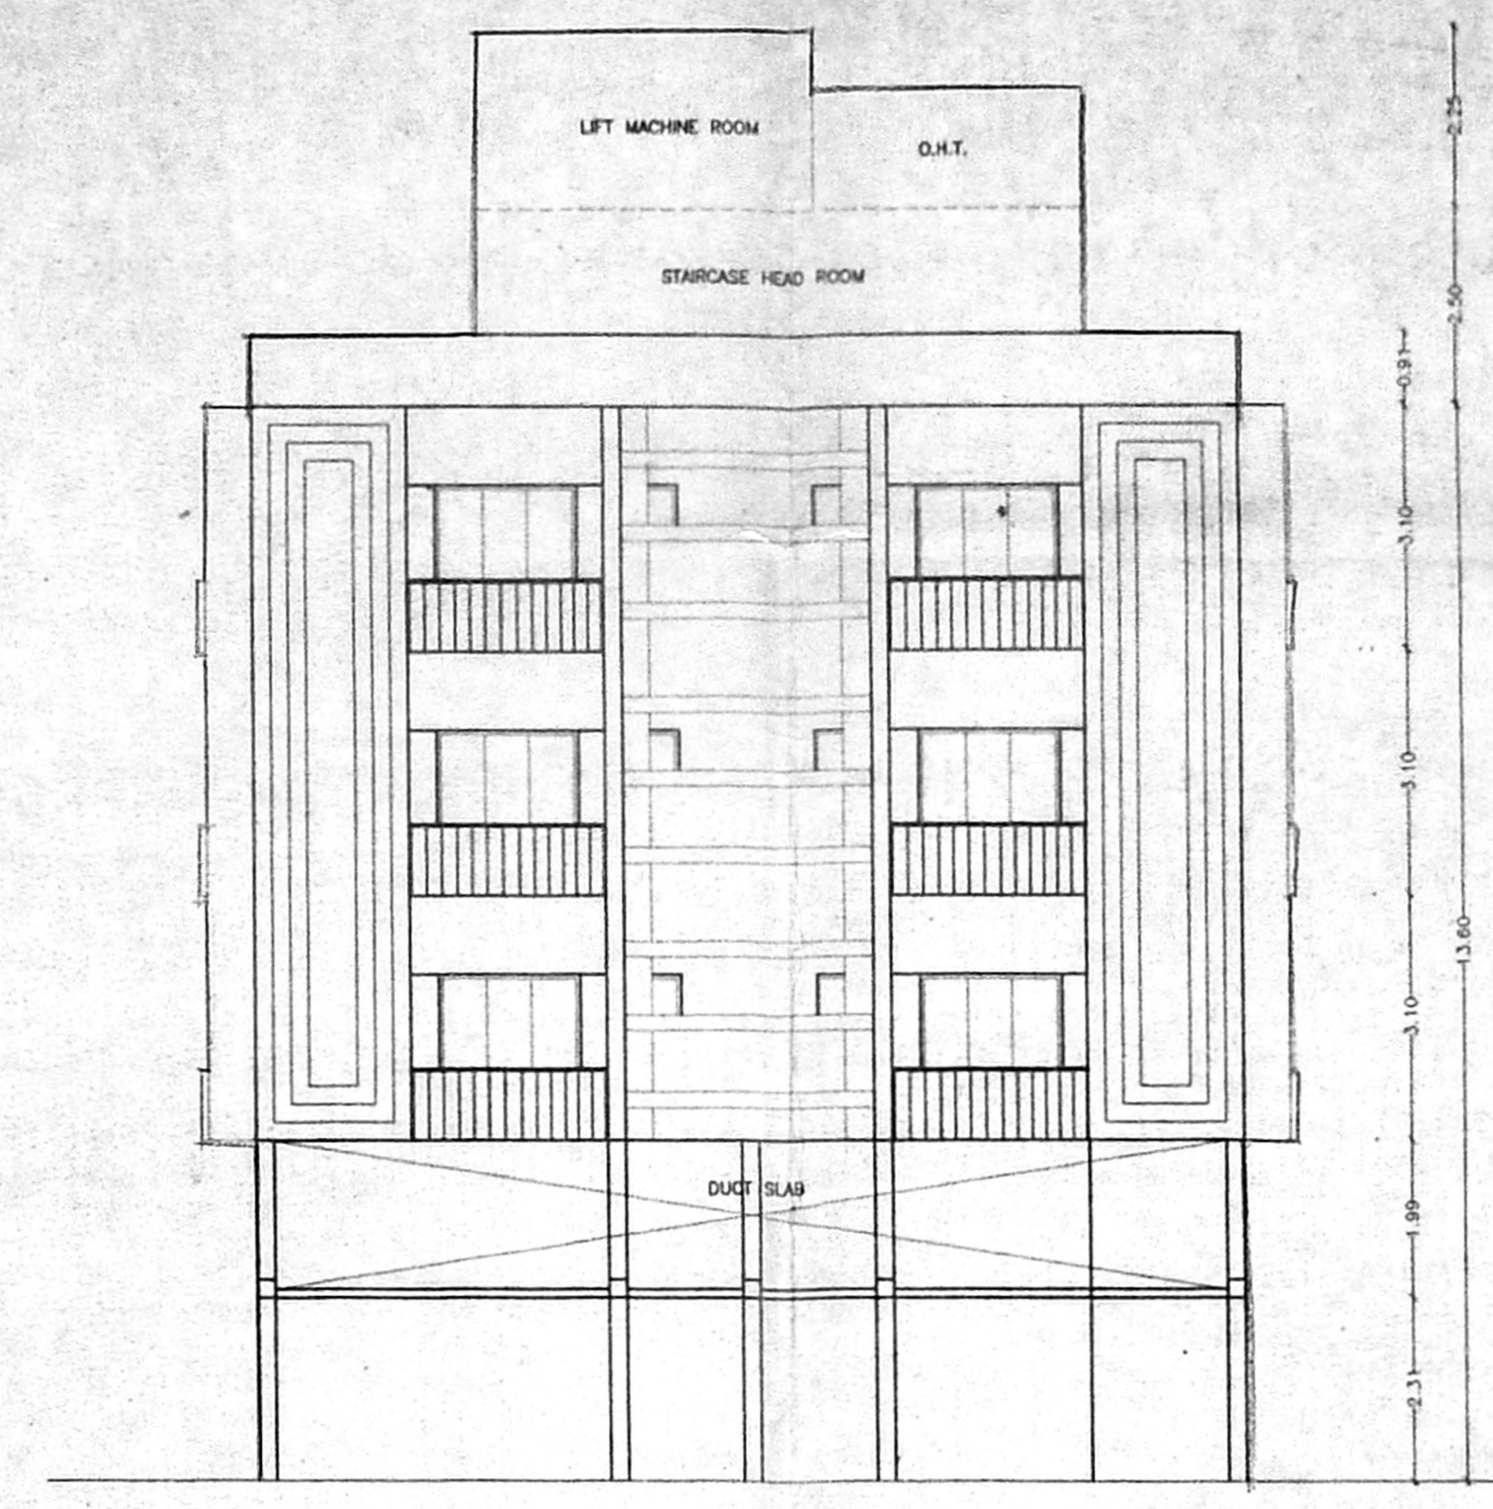 LIFT MACHINE ROOM
O.H.T.
STAIRCASE HEAD ROOM
DUCT SLAB
2.25
2.50
0.91
3.10
3.10
3.10
13.60
1.99
2.31